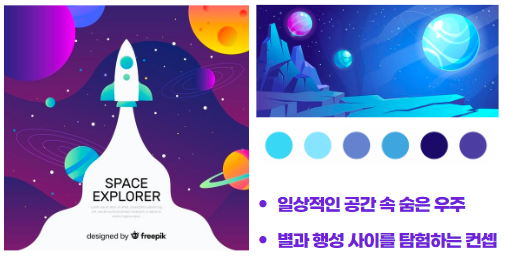 SPACE
EXPLORER
designed by freepik
• 일상적인 공간 속 숨은 우주
• 별과 행성 사이를 탐험하는 컨셉